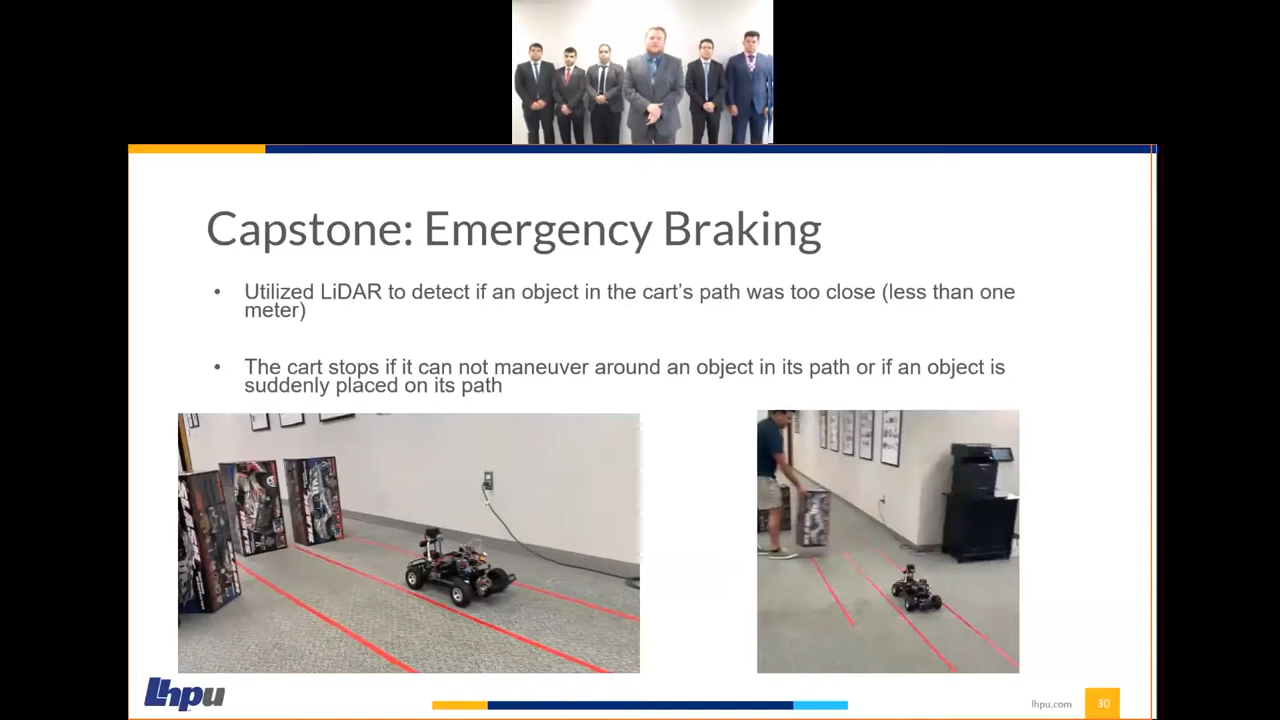 Capstone: Emergency Braking
• Utilized LiDAR to detect if an object in the cart's path was too close (less than one
meter)
• The cart stops if it can not maneuver around an object in its path or if an object is
suddenly placed on its path
lhpu
lhpu.com
30